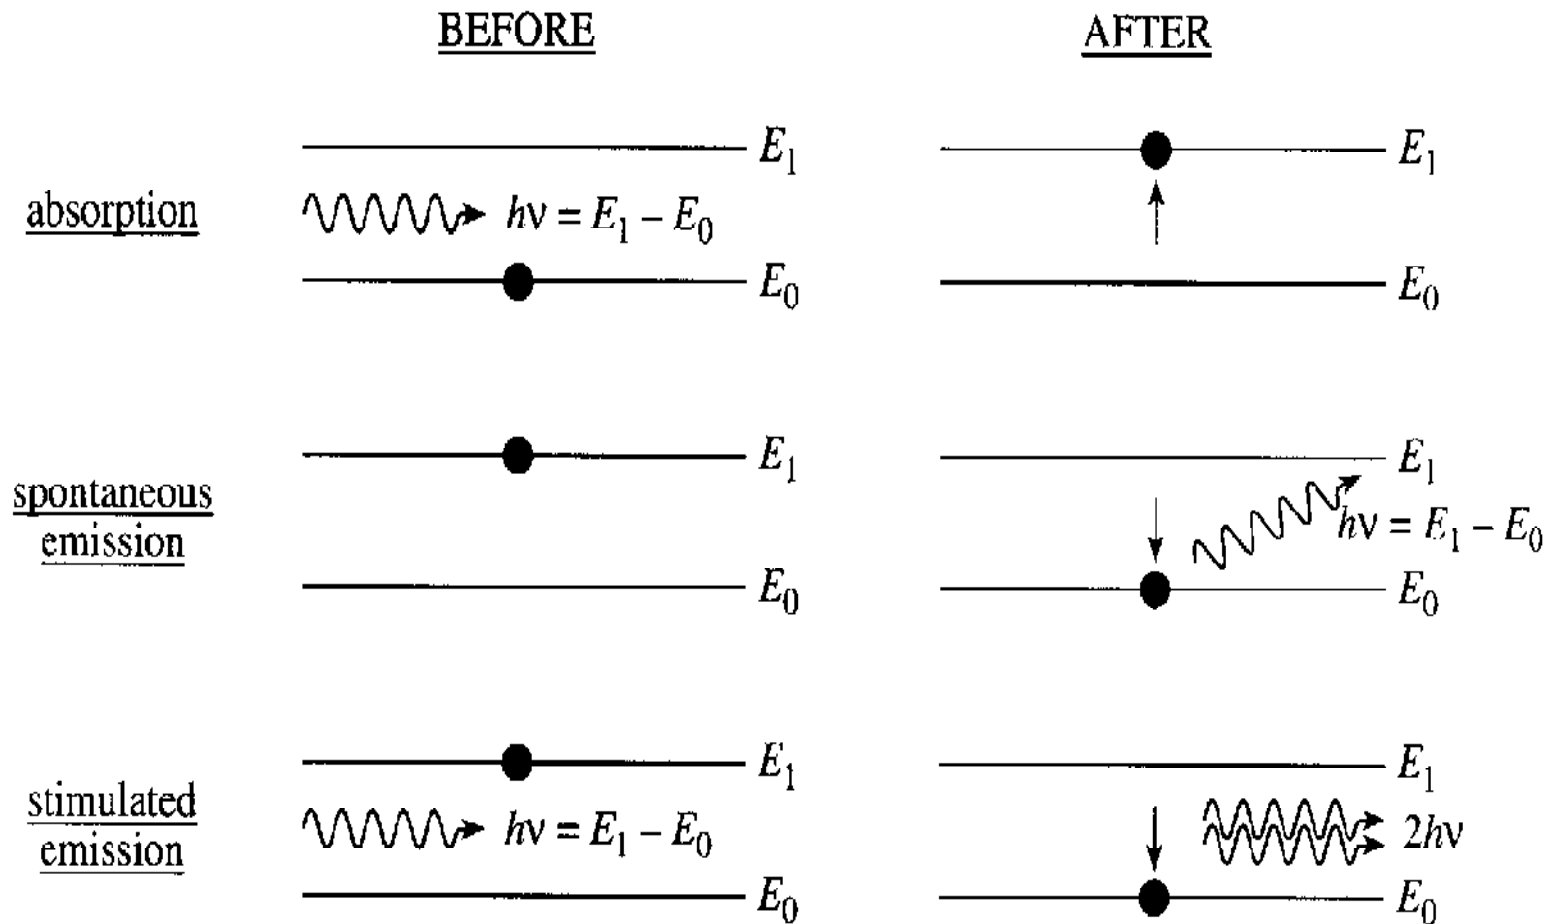 BEFORE AFTER
E₁ E₁
absorption hν = E₁ – E₀
E₀ E₀
E₁ E₁
spontaneous
emission hν = E₁ – E₀
E₀ E₀
E₁ E₁
stimulated
emission hν = E₁ – E₀ 2hν
E₀ E₀